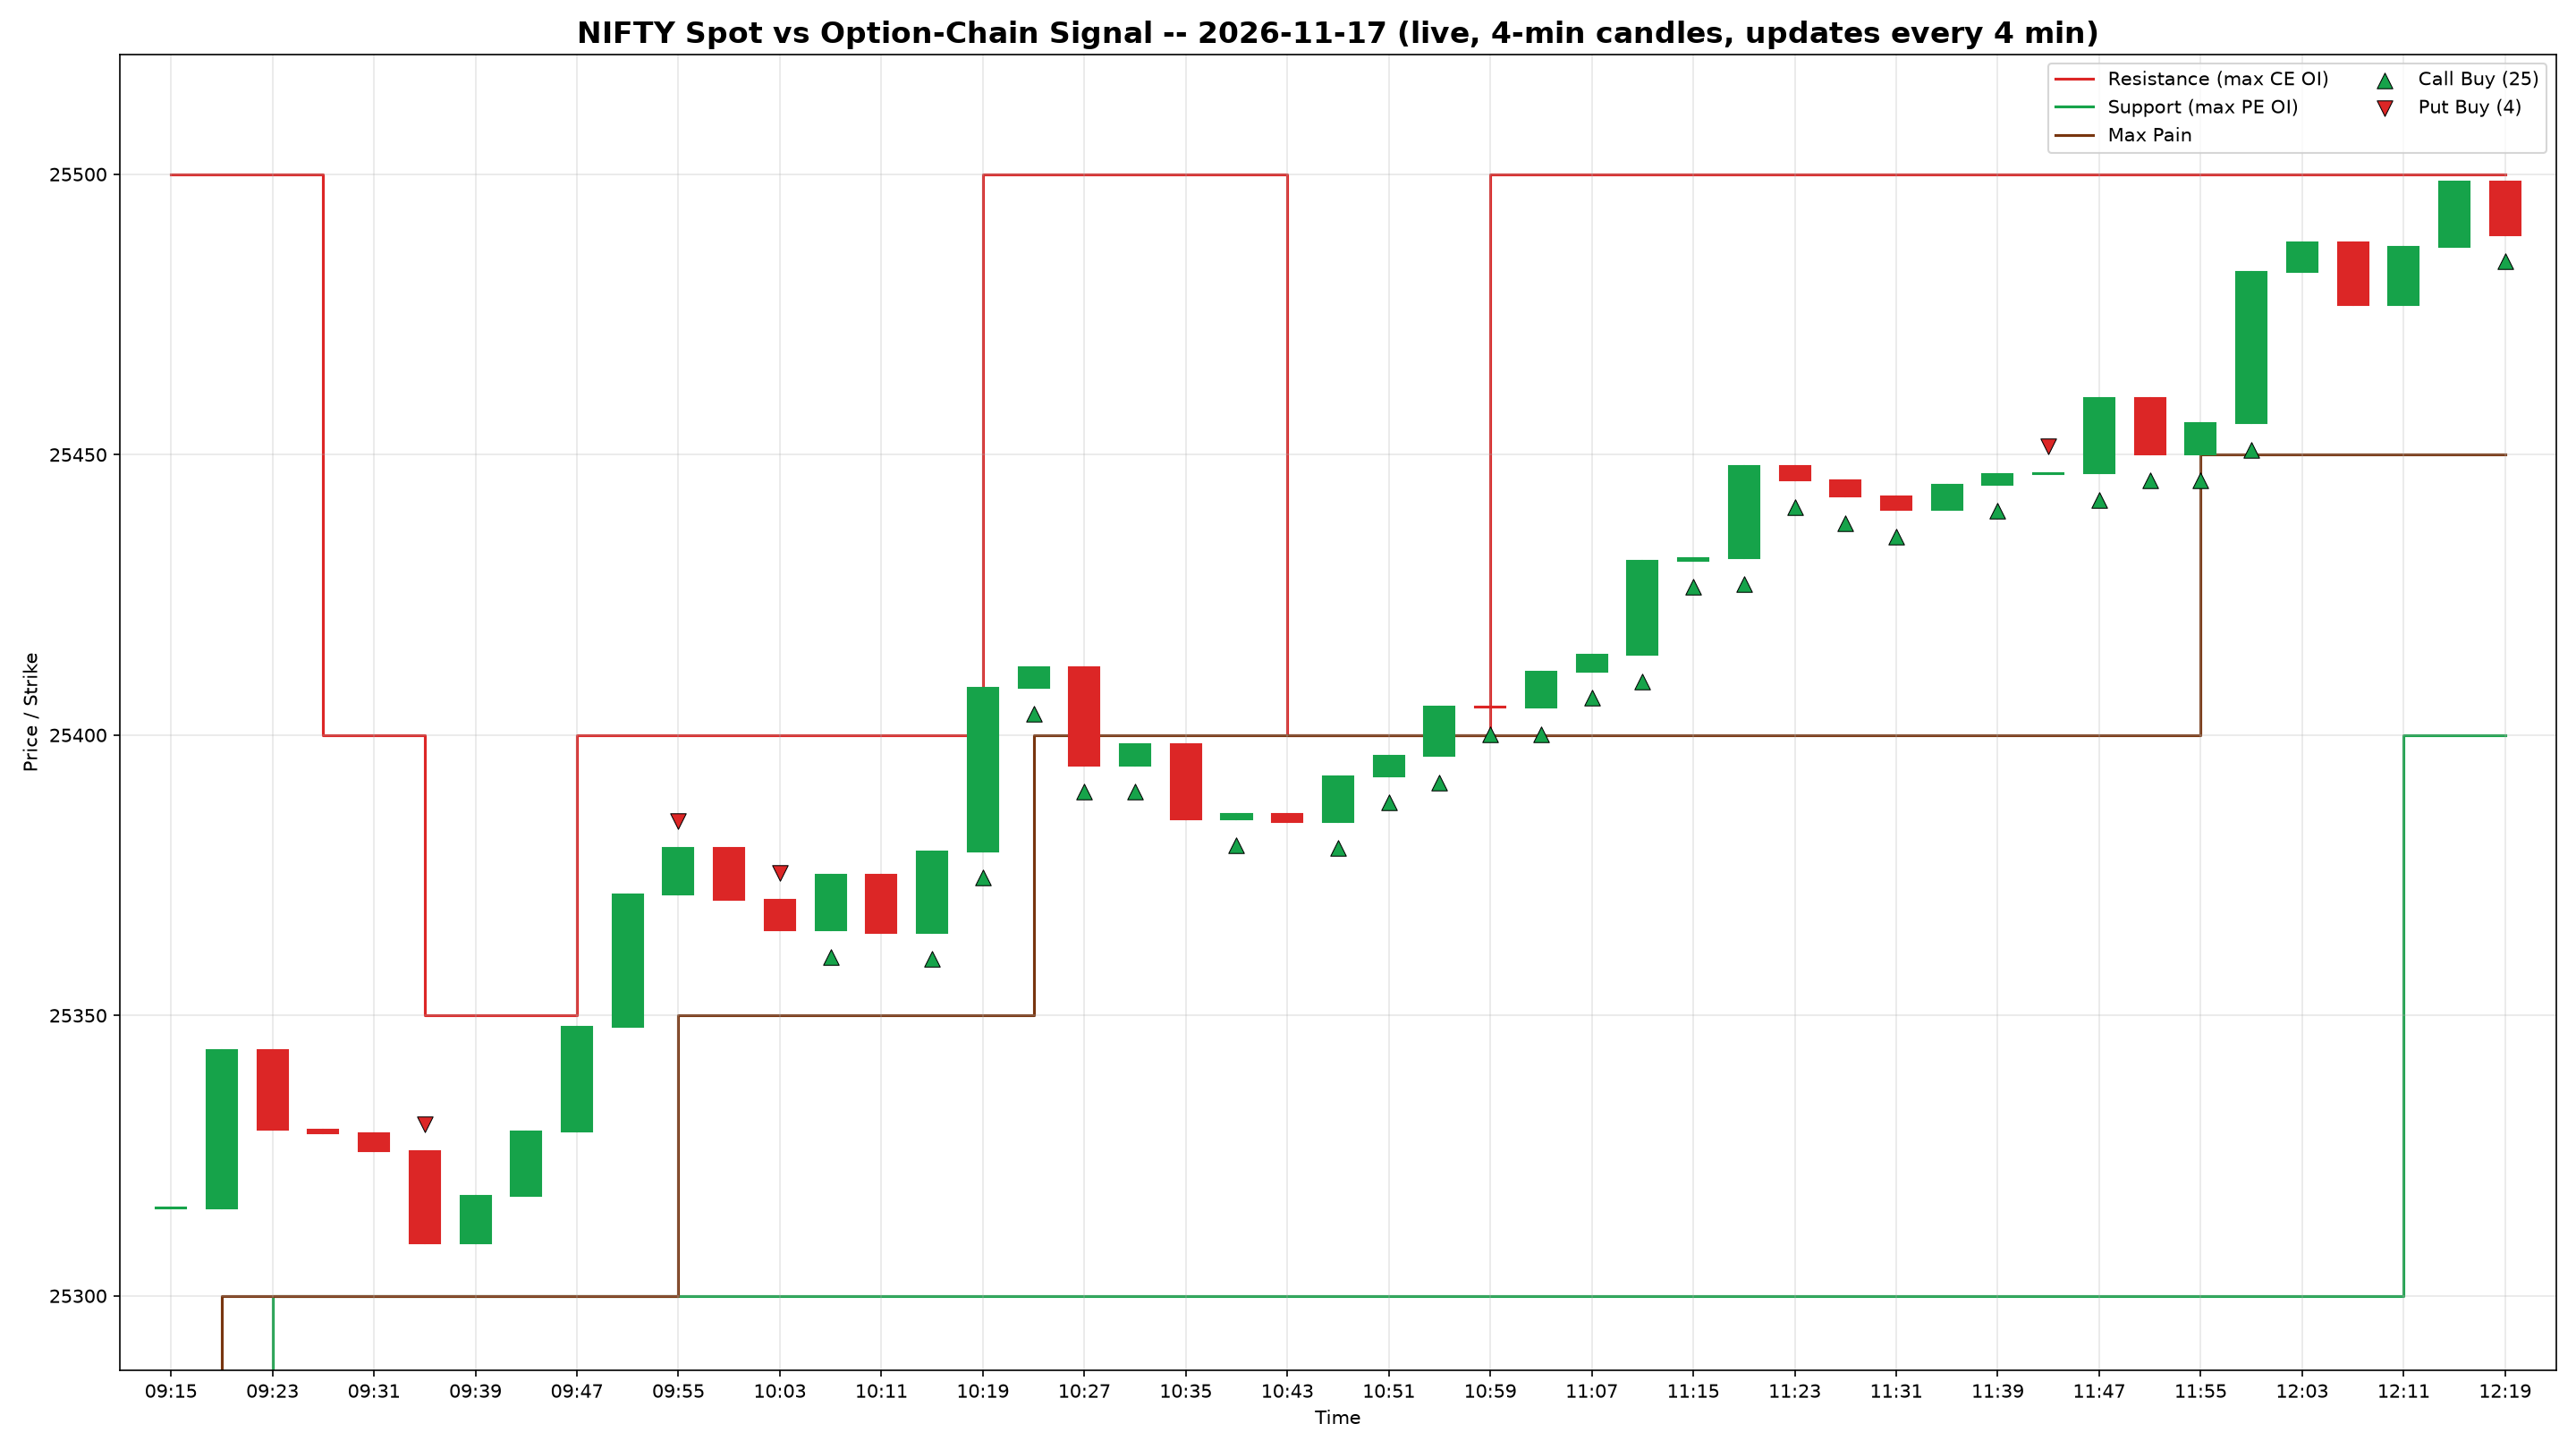 NIFTY Spot vs Option-Chain Signal -- 2026-11-17 (live, 4-min candles, updates every 4 min)
Resistance (max CE OI)
Support (max PE OI)
Max Pain
Call Buy (25)
Put Buy (4)
Price / Strike
25500
25450
25400
25350
25300
09:15 09:23 09:31 09:39 09:47 09:55 10:03 10:11 10:19 10:27 10:35 10:43 10:51 10:59 11:07 11:15 11:23 11:31 11:39 11:47 11:55 12:03 12:11 12:19
Time